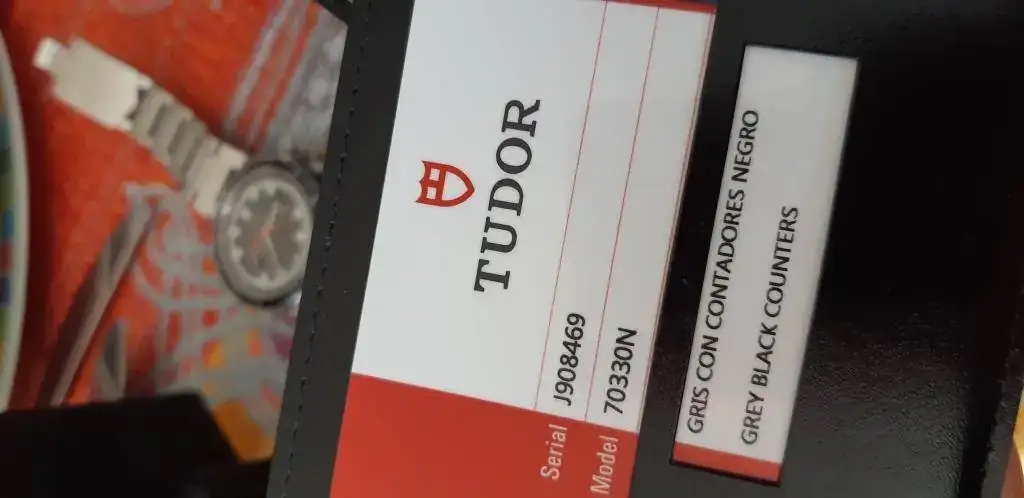 TUDOR
Serial J908469
Model 70330N
GRIS CON CONTADORES NEGRO
GREY BLACK COUNTERS